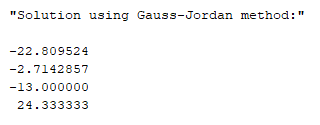 "Solution using Gauss-Jordan method:"
-22.809524
-2.7142857
-13.000000
24.333333